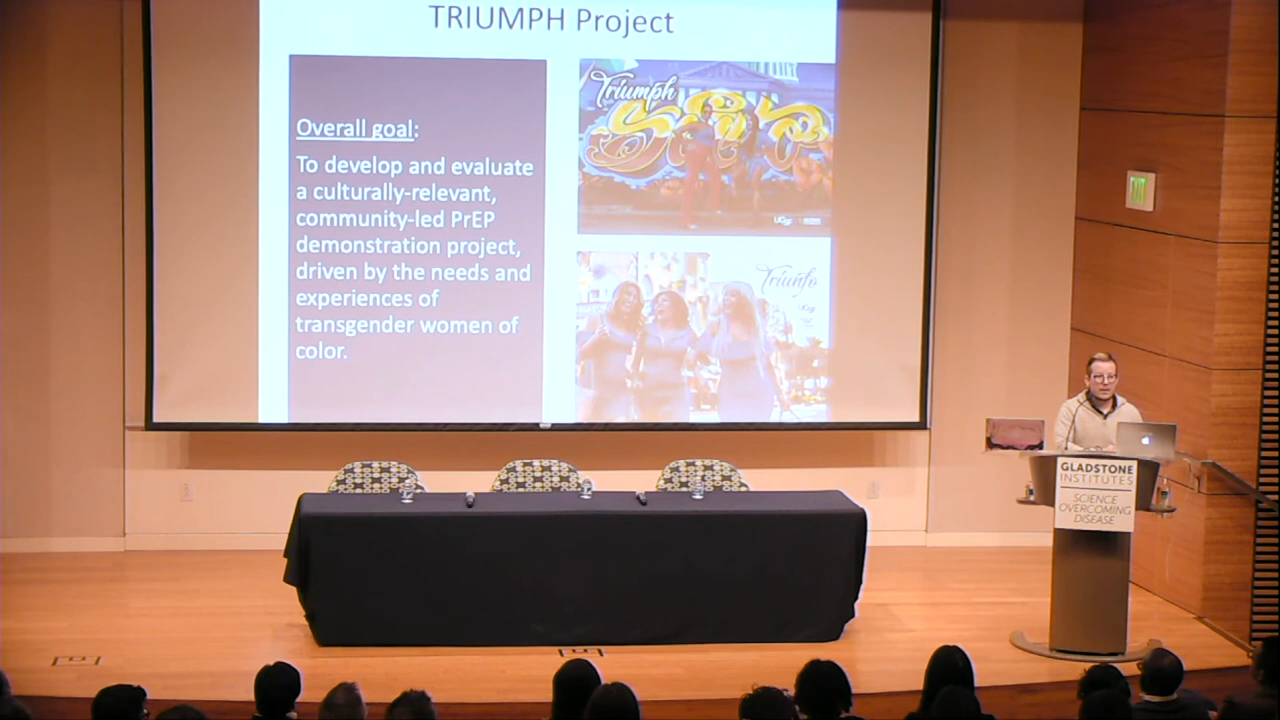 TRIUMPH Project
Overall goal:
To develop and evaluate
a culturally-relevant,
community-led PrEP
demonstration project,
driven by the needs and
experiences of
transgender women of
color.
Triumph
Triunfo
EXIT
GLADSTONE
INSTITUTES
SCIENCE
OVERCOMING
DISEASE